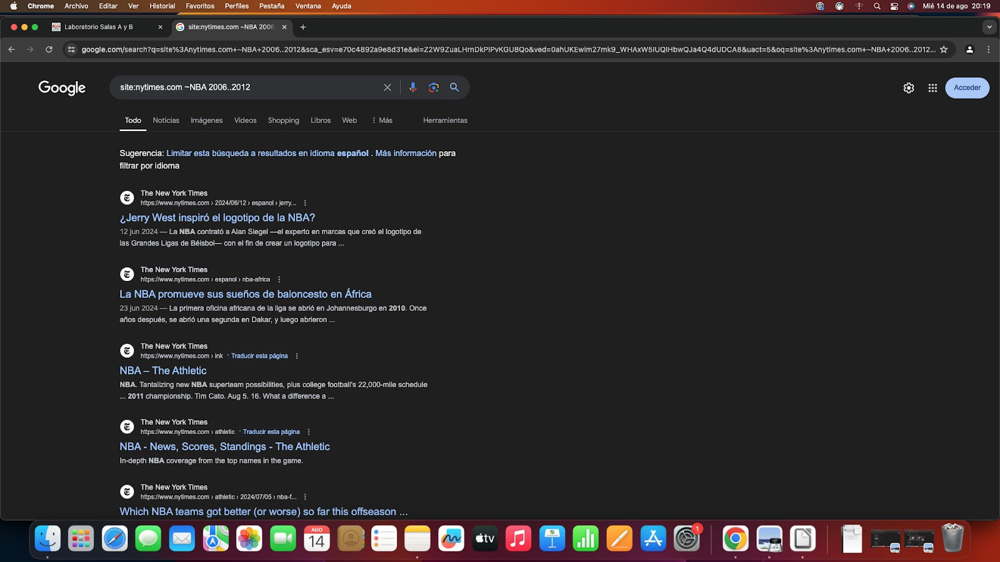 Chrome Archivo Editar Ver Historial Favoritos Perfiles Pestaña Ventana Ayuda Mié 14 de ago 20:19
Laboratorio Salas A y B site:nytimes.com ~NBA 2006
google.com/search?q=site%3Anytimes.com+~NBA+2006..2012&sca_esv=e70c4892a9e8d31e&ei=Z2W9ZuaLHrnDkPIPvKGU8Qo&ved=0ahUKEwim27mk9_WHAxW5IUQIHbwQJa4Q4dUDCA8&uact=5&oq=site%3Anytimes.com+~NBA+2006..2012...
Google site:nytimes.com ~NBA 2006..2012 Acceder
Todo Noticias Imágenes Videos Shopping Libros Web Más Herramientas
Sugerencia: Limitar esta búsqueda a resultados en idioma español . Más información para
filtrar por idioma
The New York Times
https://www.nytimes.com › 2024/06/12 › espanol › jerry...
¿Jerry West inspiró el logotipo de la NBA?
12 jun 2024 — La NBA contrató a Alan Siegel —el experto en marcas que creó el logotipo de
las Grandes Ligas de Béisbol— con el fin de crear un logotipo para ...
The New York Times
https://www.nytimes.com › espanol › nba-africa
La NBA promueve sus sueños de baloncesto en África
23 jun 2024 — La primera oficina africana de la liga se abrió en Johannesburgo en 2010. Once
años después, se abrió una segunda en Dakar, y luego abrieron ...
The New York Times
https://www.nytimes.com › ink · Traducir esta página
NBA – The Athletic
NBA. Tantalizing new NBA superteam possibilities, plus college football's 22,000-mile schedule
... 2011 championship. Tim Cato. Aug 5. 16. What a difference a ...
The New York Times
https://www.nytimes.com › athletic · Traducir esta página
NBA - News, Scores, Standings - The Athletic
In-depth NBA coverage from the top names in the game.
The New York Times
https://www.nytimes.com › athletic › 2024/07/05 › nba-f...
Which NBA teams got better (or worse) so far this offseason ...
AGO
14
tv
1